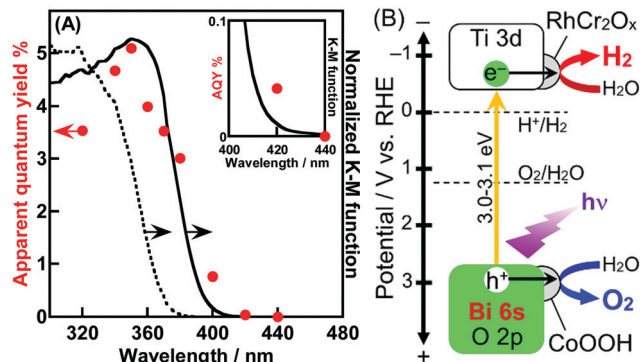 (A)
Apparent quantum yield %
5
4
3
2
1
0
320
360
400
440
480
Wavelength / nm
Normalized K-M function
0.1
0
AQY %
K-M function
400
420
440
Wavelength / nm
(B)
Potential / V vs. RHE
−
−1
0
1
2
3
+
Ti 3d
e⁻
RhCr2Ox
H2
H2O
H⁺/H2
O2/H2O
3.0-3.1 eV
hν
h⁺
Bi 6s
O 2p
H2O
O2
CoOOH